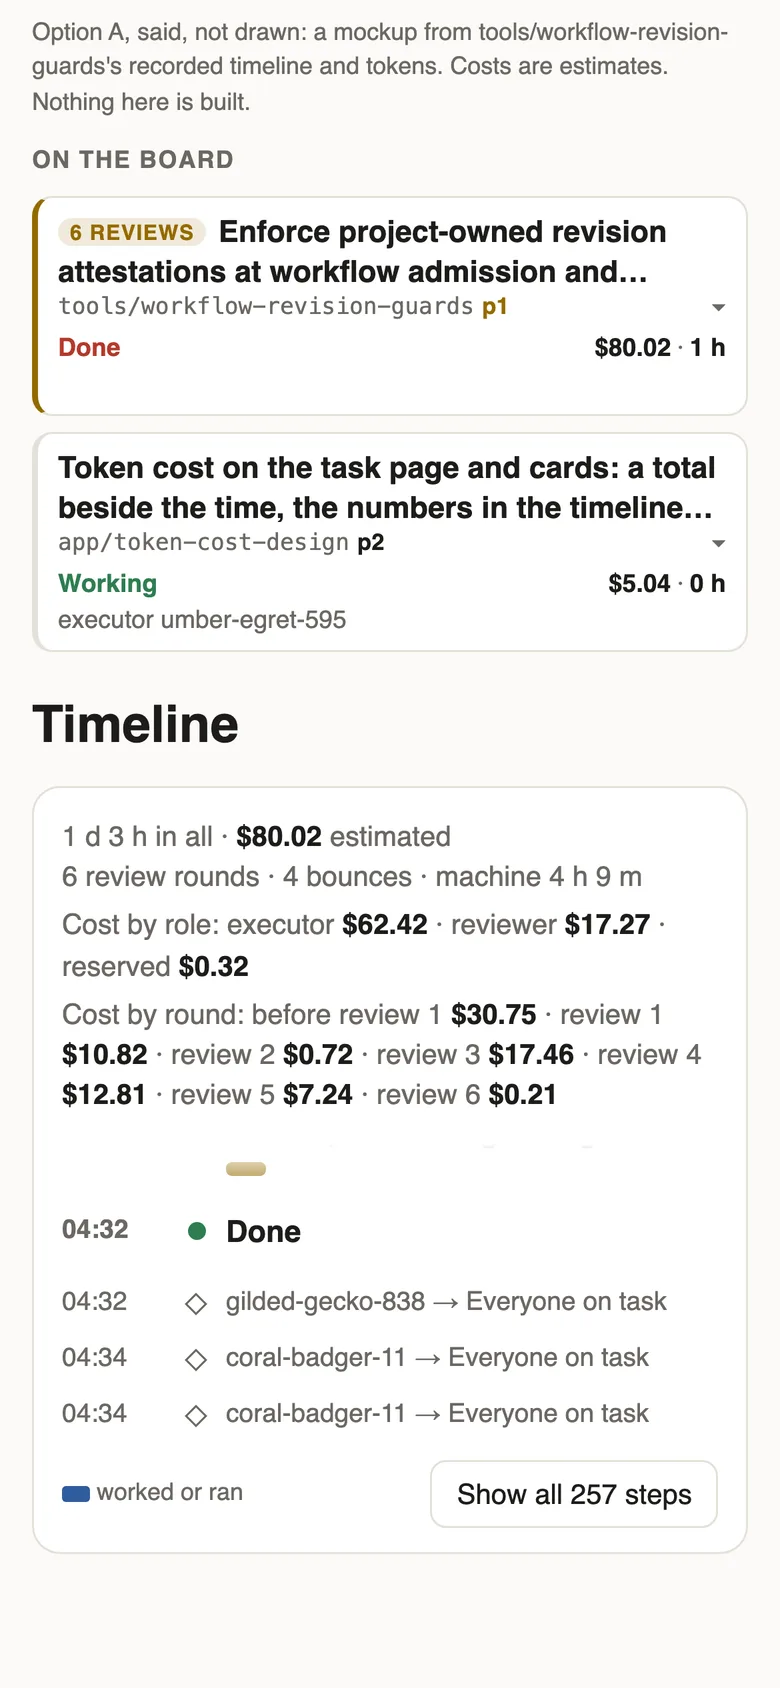 Option A, said, not drawn: a mockup from tools/workflow-revision-
guards's recorded timeline and tokens. Costs are estimates.
Nothing here is built.
ON THE BOARD
6 REVIEWS Enforce project-owned revision
attestations at workflow admission and…
tools/workflow-revision-guards p1
Done $80.02 · 1 h
Token cost on the task page and cards: a total
beside the time, the numbers in the timeline…
app/token-cost-design p2
Working $5.04 · 0 h
executor umber-egret-595
Timeline
1 d 3 h in all · $80.02 estimated
6 review rounds · 4 bounces · machine 4 h 9 m
Cost by role: executor $62.42 · reviewer $17.27 ·
reserved $0.32
Cost by round: before review 1 $30.75 · review 1
$10.82 · review 2 $0.72 · review 3 $17.46 · review 4
$12.81 · review 5 $7.24 · review 6 $0.21
04:32 Done
04:32 gilded-gecko-838 → Everyone on task
04:34 coral-badger-11 → Everyone on task
04:34 coral-badger-11 → Everyone on task
worked or ran Show all 257 steps